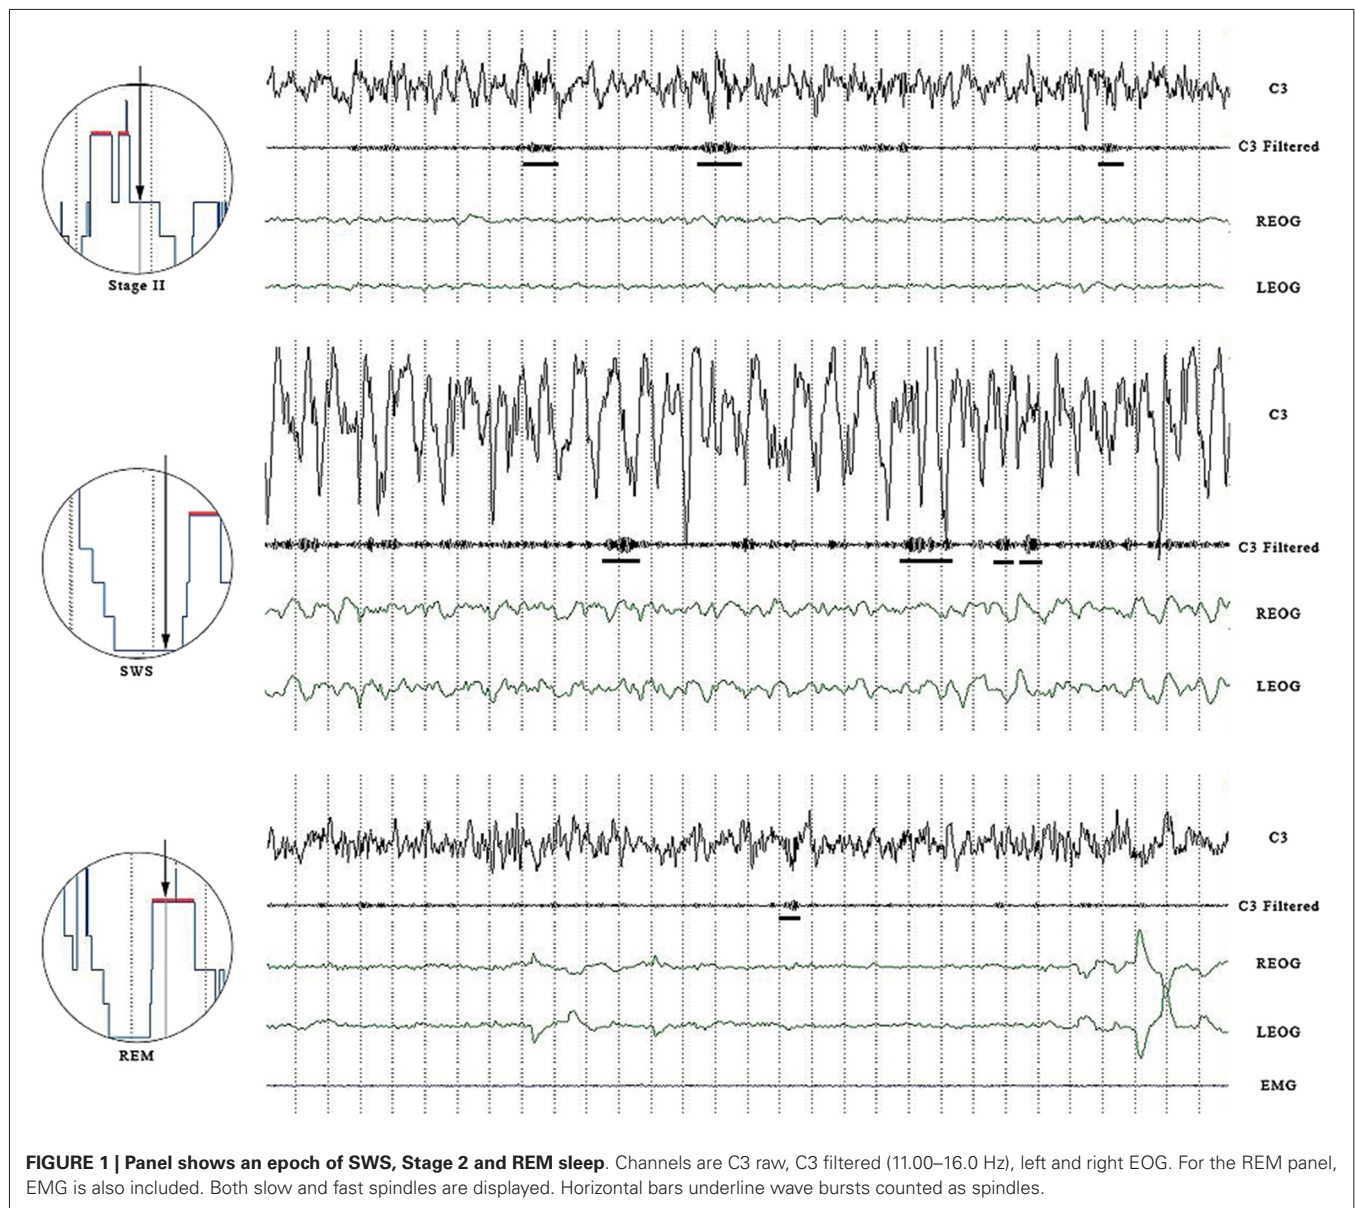 C3
C3 Filtered
REOG
LEOG
Stage II
C3
C3 Filtered
REOG
LEOG
SWS
C3
C3 Filtered
REOG
LEOG
EMG
REM
FIGURE 1 | Panel shows an epoch of SWS, Stage 2 and REM sleep. Channels are C3 raw, C3 filtered (11.00–16.0 Hz), left and right EOG. For the REM panel,
EMG is also included. Both slow and fast spindles are displayed. Horizontal bars underline wave bursts counted as spindles.